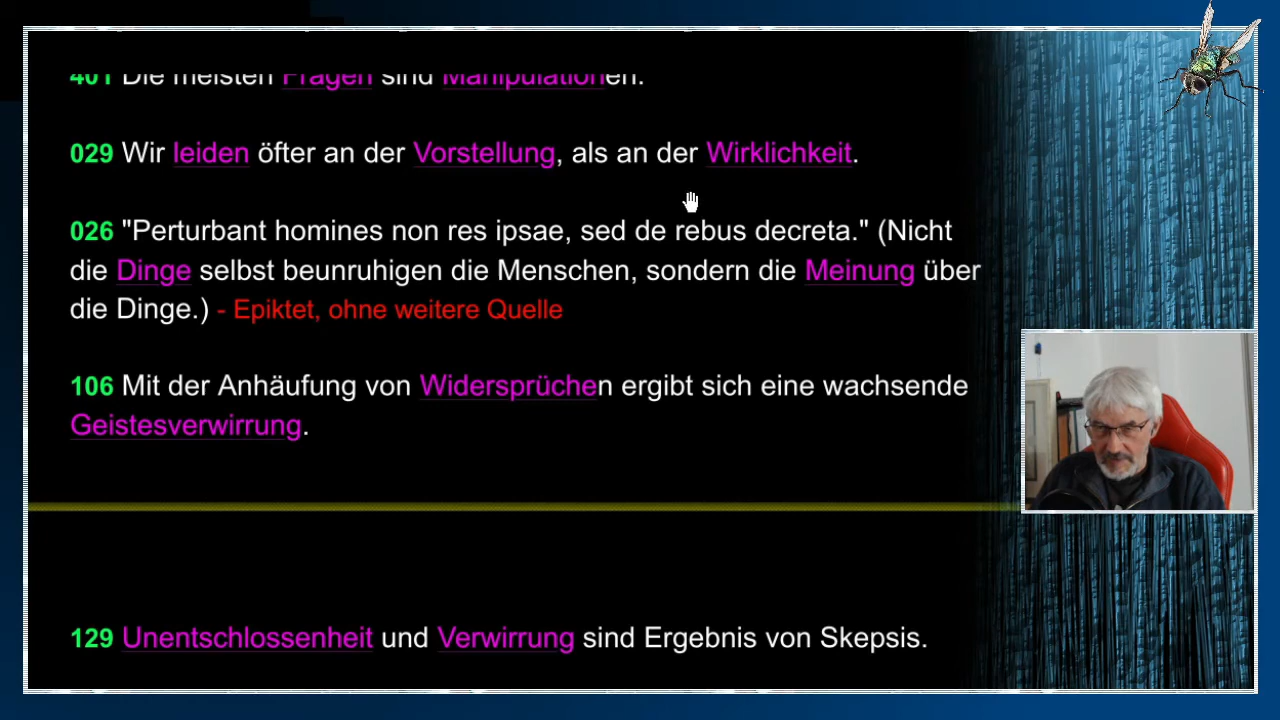 401 Die meisten Fragen sind Manipulationen.
029 Wir leiden öfter an der Vorstellung, als an der Wirklichkeit.
026 "Perturbant homines non res ipsae, sed de rebus decreta." (Nicht
die Dinge selbst beunruhigen die Menschen, sondern die Meinung über
die Dinge.) - Epiktet, ohne weitere Quelle
106 Mit der Anhäufung von Widersprüchen ergibt sich eine wachsende
Geistesverwirrung.
129 Unentschlossenheit und Verwirrung sind Ergebnis von Skepsis.